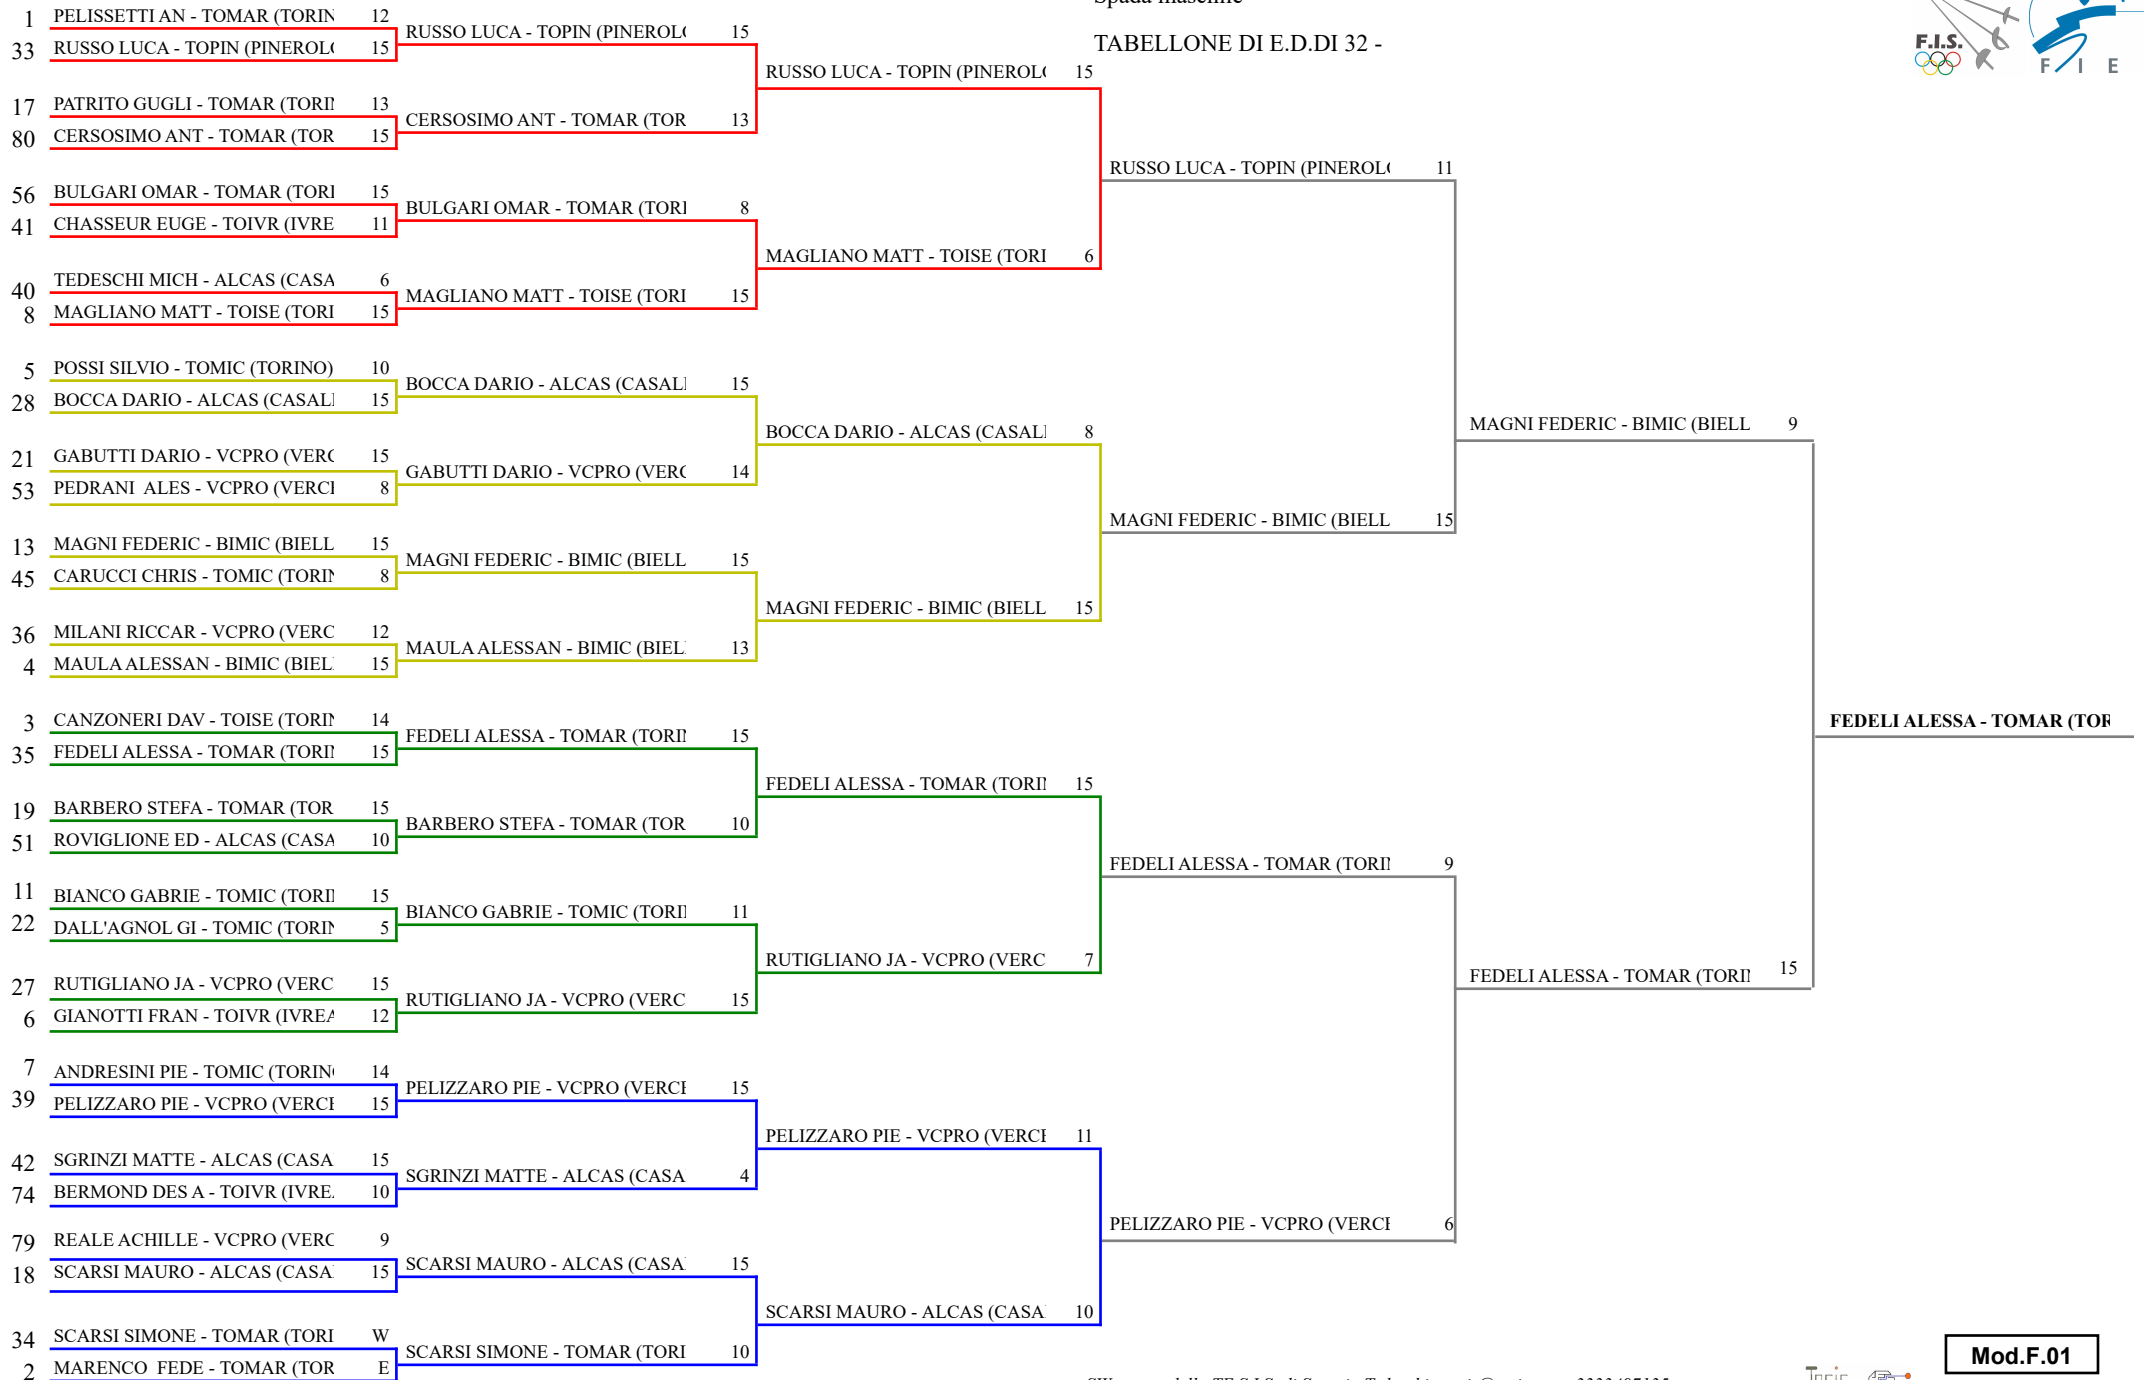 TABELLONE DI E.D.DI 32 -
F.I.S.
F I E
1 PELISSETTI AN - TOMAR (TORIN 12
33 RUSSO LUCA - TOPIN (PINEROL 15
17 PATRITO GUGLI - TOMAR (TORI 13
80 CERSOSIMO ANT - TOMAR (TOR 15
56 BULGARI OMAR - TOMAR (TORI 15
41 CHASSEUR EUGE - TOIVR (IVRE 11
40 TEDESCHI MICH - ALCAS (CASA 6
8 MAGLIANO MATT - TOISE (TORI 15
5 POSSI SILVIO - TOMIC (TORINO) 10
28 BOCCA DARIO - ALCAS (CASAL 15
21 GABUTTI DARIO - VCPRO (VERC 15
53 PEDRANI ALES - VCPRO (VERC 8
13 MAGNI FEDERIC - BIMIC (BIELL 15
45 CARUCCI CHRIS - TOMIC (TORIN 8
36 MILANI RICCAR - VCPRO (VERC 12
4 MAULA ALESSAN - BIMIC (BIEL 15
3 CANZONERI DAV - TOISE (TORIN 14
35 FEDELI ALESSA - TOMAR (TORIN 15
19 BARBERO STEFA - TOMAR (TOR 15
51 ROVIGLIONE ED - ALCAS (CASA 10
11 BIANCO GABRIE - TOMIC (TORI 15
22 DALL'AGNOL GI - TOMIC (TORIN 5
27 RUTIGLIANO JA - VCPRO (VERC 15
6 GIANOTTI FRAN - TOIVR (IVREA 12
7 ANDRESINI PIE - TOMIC (TORIN 14
39 PELIZZARO PIE - VCPRO (VERCE 15
42 SGRINZI MATTE - ALCAS (CASA 15
74 BERMOND DES A - TOIVR (IVRE 10
79 REALE ACHILLE - VCPRO (VERC 9
18 SCARSI MAURO - ALCAS (CASA 15
34 SCARSI SIMONE - TOMAR (TORI W
2 MARENCO FEDE - TOMAR (TOR E
RUSSO LUCA - TOPIN (PINEROL 15
CERSOSIMO ANT - TOMAR (TOR 13
BULGARI OMAR - TOMAR (TORI 8
MAGLIANO MATT - TOISE (TORI 15
BOCCA DARIO - ALCAS (CASAL 15
GABUTTI DARIO - VCPRO (VERC 14
MAGNI FEDERIC - BIMIC (BIELL 15
MAULA ALESSAN - BIMIC (BIEL 13
FEDELI ALESSA - TOMAR (TORI 15
BARBERO STEFA - TOMAR (TOR 10
BIANCO GABRIE - TOMIC (TORI 11
RUTIGLIANO JA - VCPRO (VERC 15
PELIZZARO PIE - VCPRO (VERCE 15
SGRINZI MATTE - ALCAS (CASA 4
SCARSI MAURO - ALCAS (CASA 15
SCARSI SIMONE - TOMAR (TORI 10
RUSSO LUCA - TOPIN (PINEROL 15
MAGLIANO MATT - TOISE (TORI 6
BOCCA DARIO - ALCAS (CASAL 8
MAGNI FEDERIC - BIMIC (BIELL 15
FEDELI ALESSA - TOMAR (TORI 15
RUTIGLIANO JA - VCPRO (VERC 7
PELIZZARO PIE - VCPRO (VERCE 11
SCARSI MAURO - ALCAS (CASA 10
RUSSO LUCA - TOPIN (PINEROL 11
MAGNI FEDERIC - BIMIC (BIELL 15
FEDELI ALESSA - TOMAR (TORI 9
PELIZZARO PIE - VCPRO (VERCE 6
MAGNI FEDERIC - BIMIC (BIELL 9
FEDELI ALESSA - TOMAR (TORI 15
FEDELI ALESSA - TOMAR (TOR
Mod.F.01